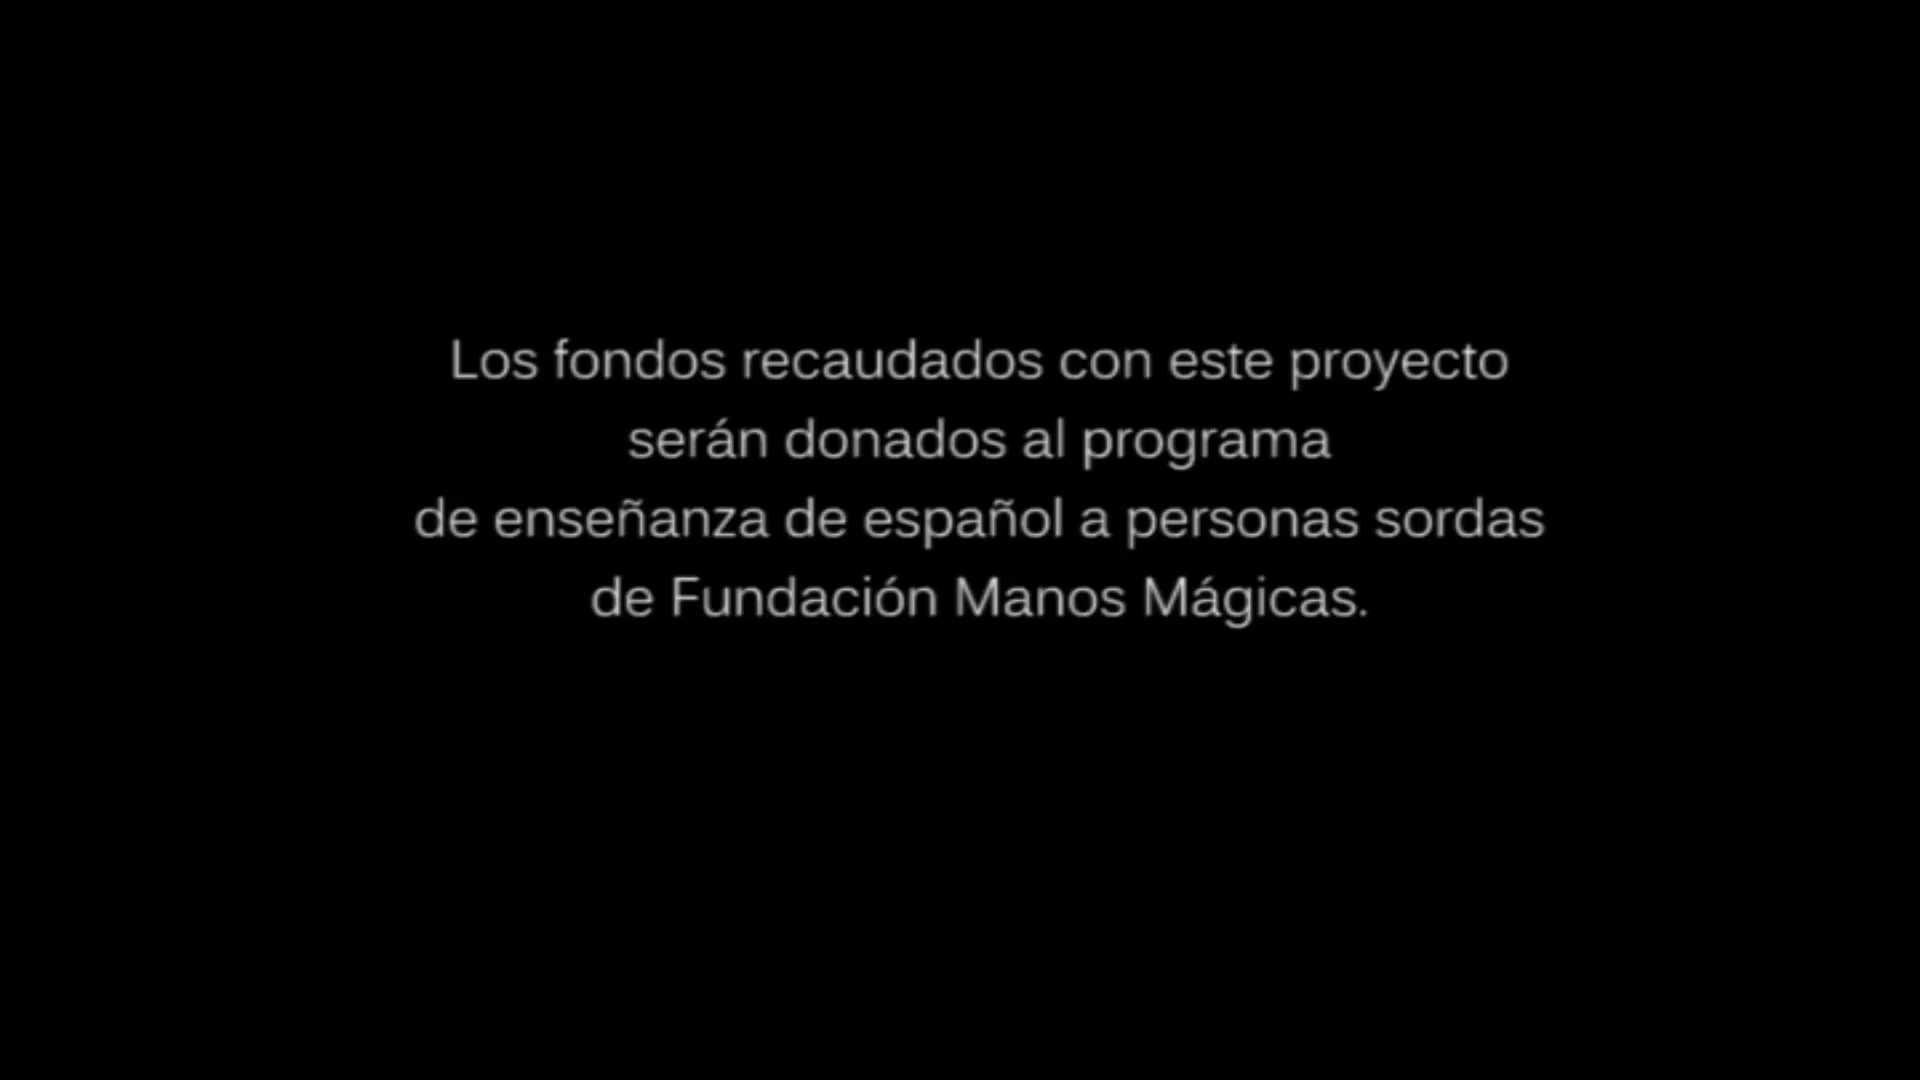 Los fondos recaudados con este proyecto
serán donados al programa
de enseñanza de español a personas sordas
de Fundación Manos Mágicas.